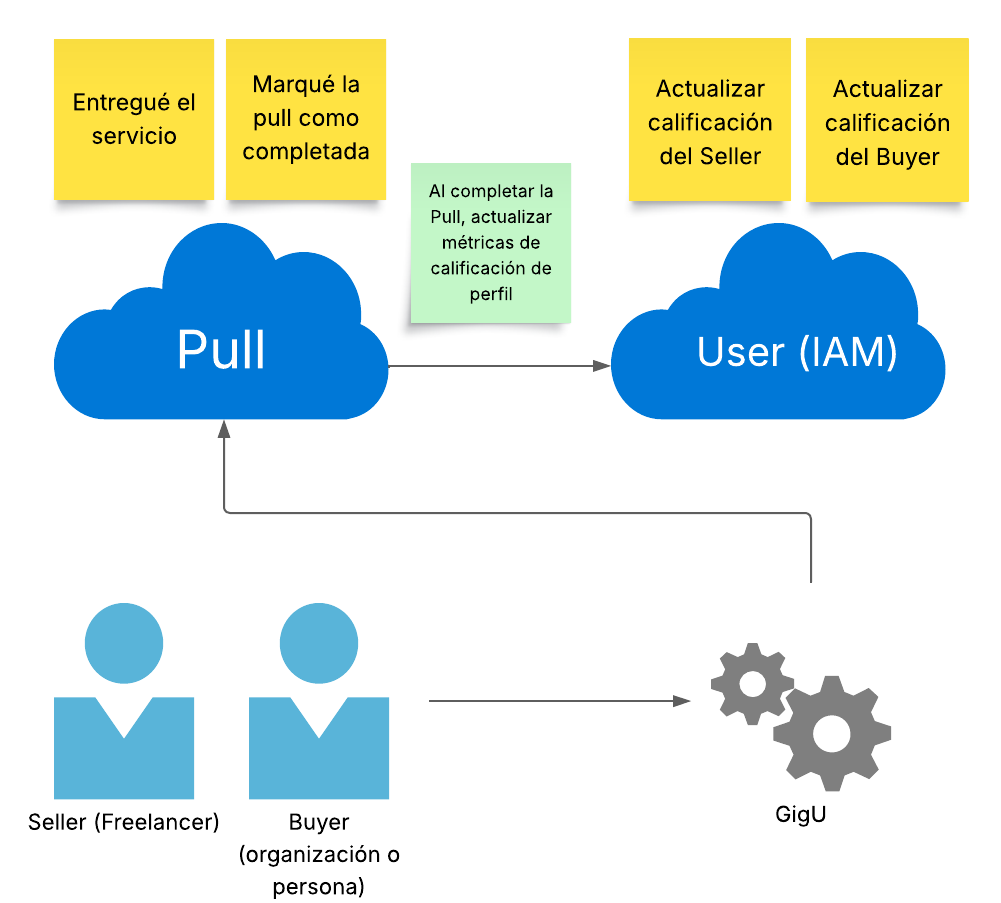 Entregué el
servicio
Marqué la
pull como
completada
Al completar la
Pull, actualizar
métricas de
calificación de
perfil
Actualizar
calificación
del Seller
Actualizar
calificación
del Buyer
Pull
User (IAM)
Seller (Freelancer)
Buyer
(organización o
persona)
GigU